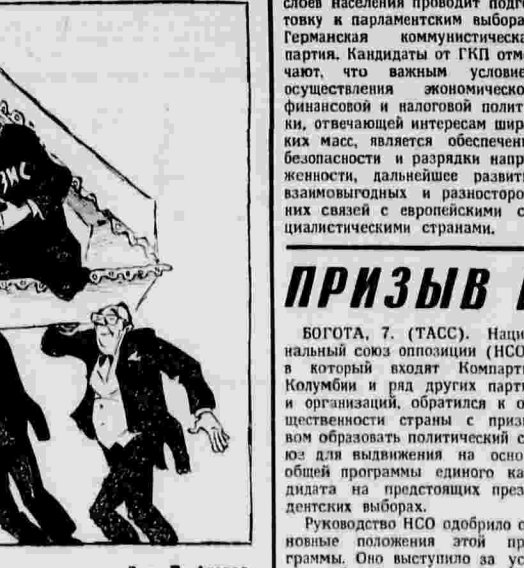 слоев населения проводит подго
товку к парламентским выбора
Германская коммунистическа
партия. Кандидаты от ГКП отме
чают, что важным условие
осуществления экономическо
финансовой и налоговой полит
ки, отвечающей интересам шир
ких масс, является обеспечен
безопасности и разрядки напр
женности, дальнейшее развит
взаимовыгодных и разносторо
них связей с европейскими с
циалистическими странами.
ЗИС
ПРИЗЫВ
БОГОТА, 7. (ТАСС). Наци
нальный союз оппозиции (НСО
в который входят Компарт
Колумбии и ряд других парт
и организаций, обратился к о
щественности страны с призы
вом образовать политический с
юз для выдвижения на осно
общей программы единого ка
дидата на предстоящих през
дентских выборах.
Руководство НСО одобрило о
новные положения этой пр
граммы. Оно выступило за ус